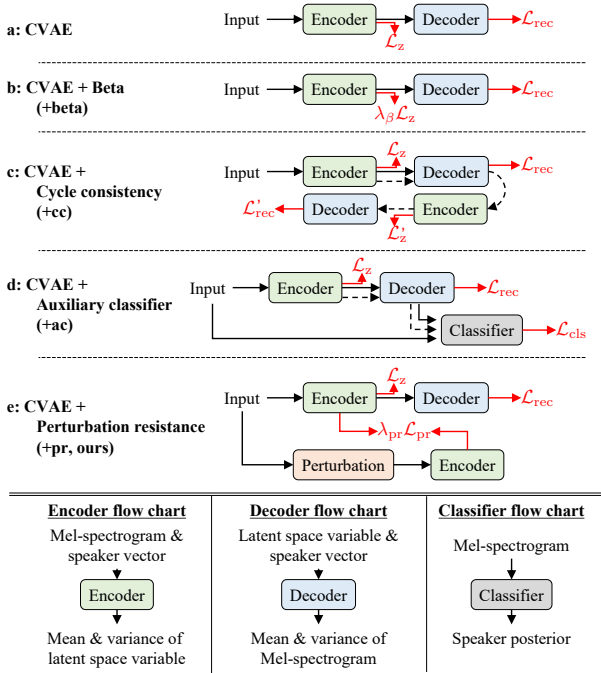 a: CVAE
Input Encoder Decoder ℒrec
ℒz
b: CVAE + Beta
(+beta)
Input Encoder Decoder ℒrec
λβℒz
c: CVAE +
Cycle consistency
(+cc)
ℒz
Input Encoder Decoder ℒrec
ℒ'rec Decoder Encoder
ℒ'z
d: CVAE +
Auxiliary classifier
(+ac)
ℒz
Input Encoder Decoder ℒrec
Classifier ℒcls
e: CVAE +
Perturbation resistance
(+pr, ours)
ℒz
Input Encoder Decoder ℒrec
λprℒpr
Perturbation Encoder
Encoder flow chart
Mel-spectrogram &
speaker vector
Encoder
Mean & variance of
latent space variable
Decoder flow chart
Latent space variable &
speaker vector
Decoder
Mean & variance of
Mel-spectrogram
Classifier flow chart
Mel-spectrogram
Classifier
Speaker posterior